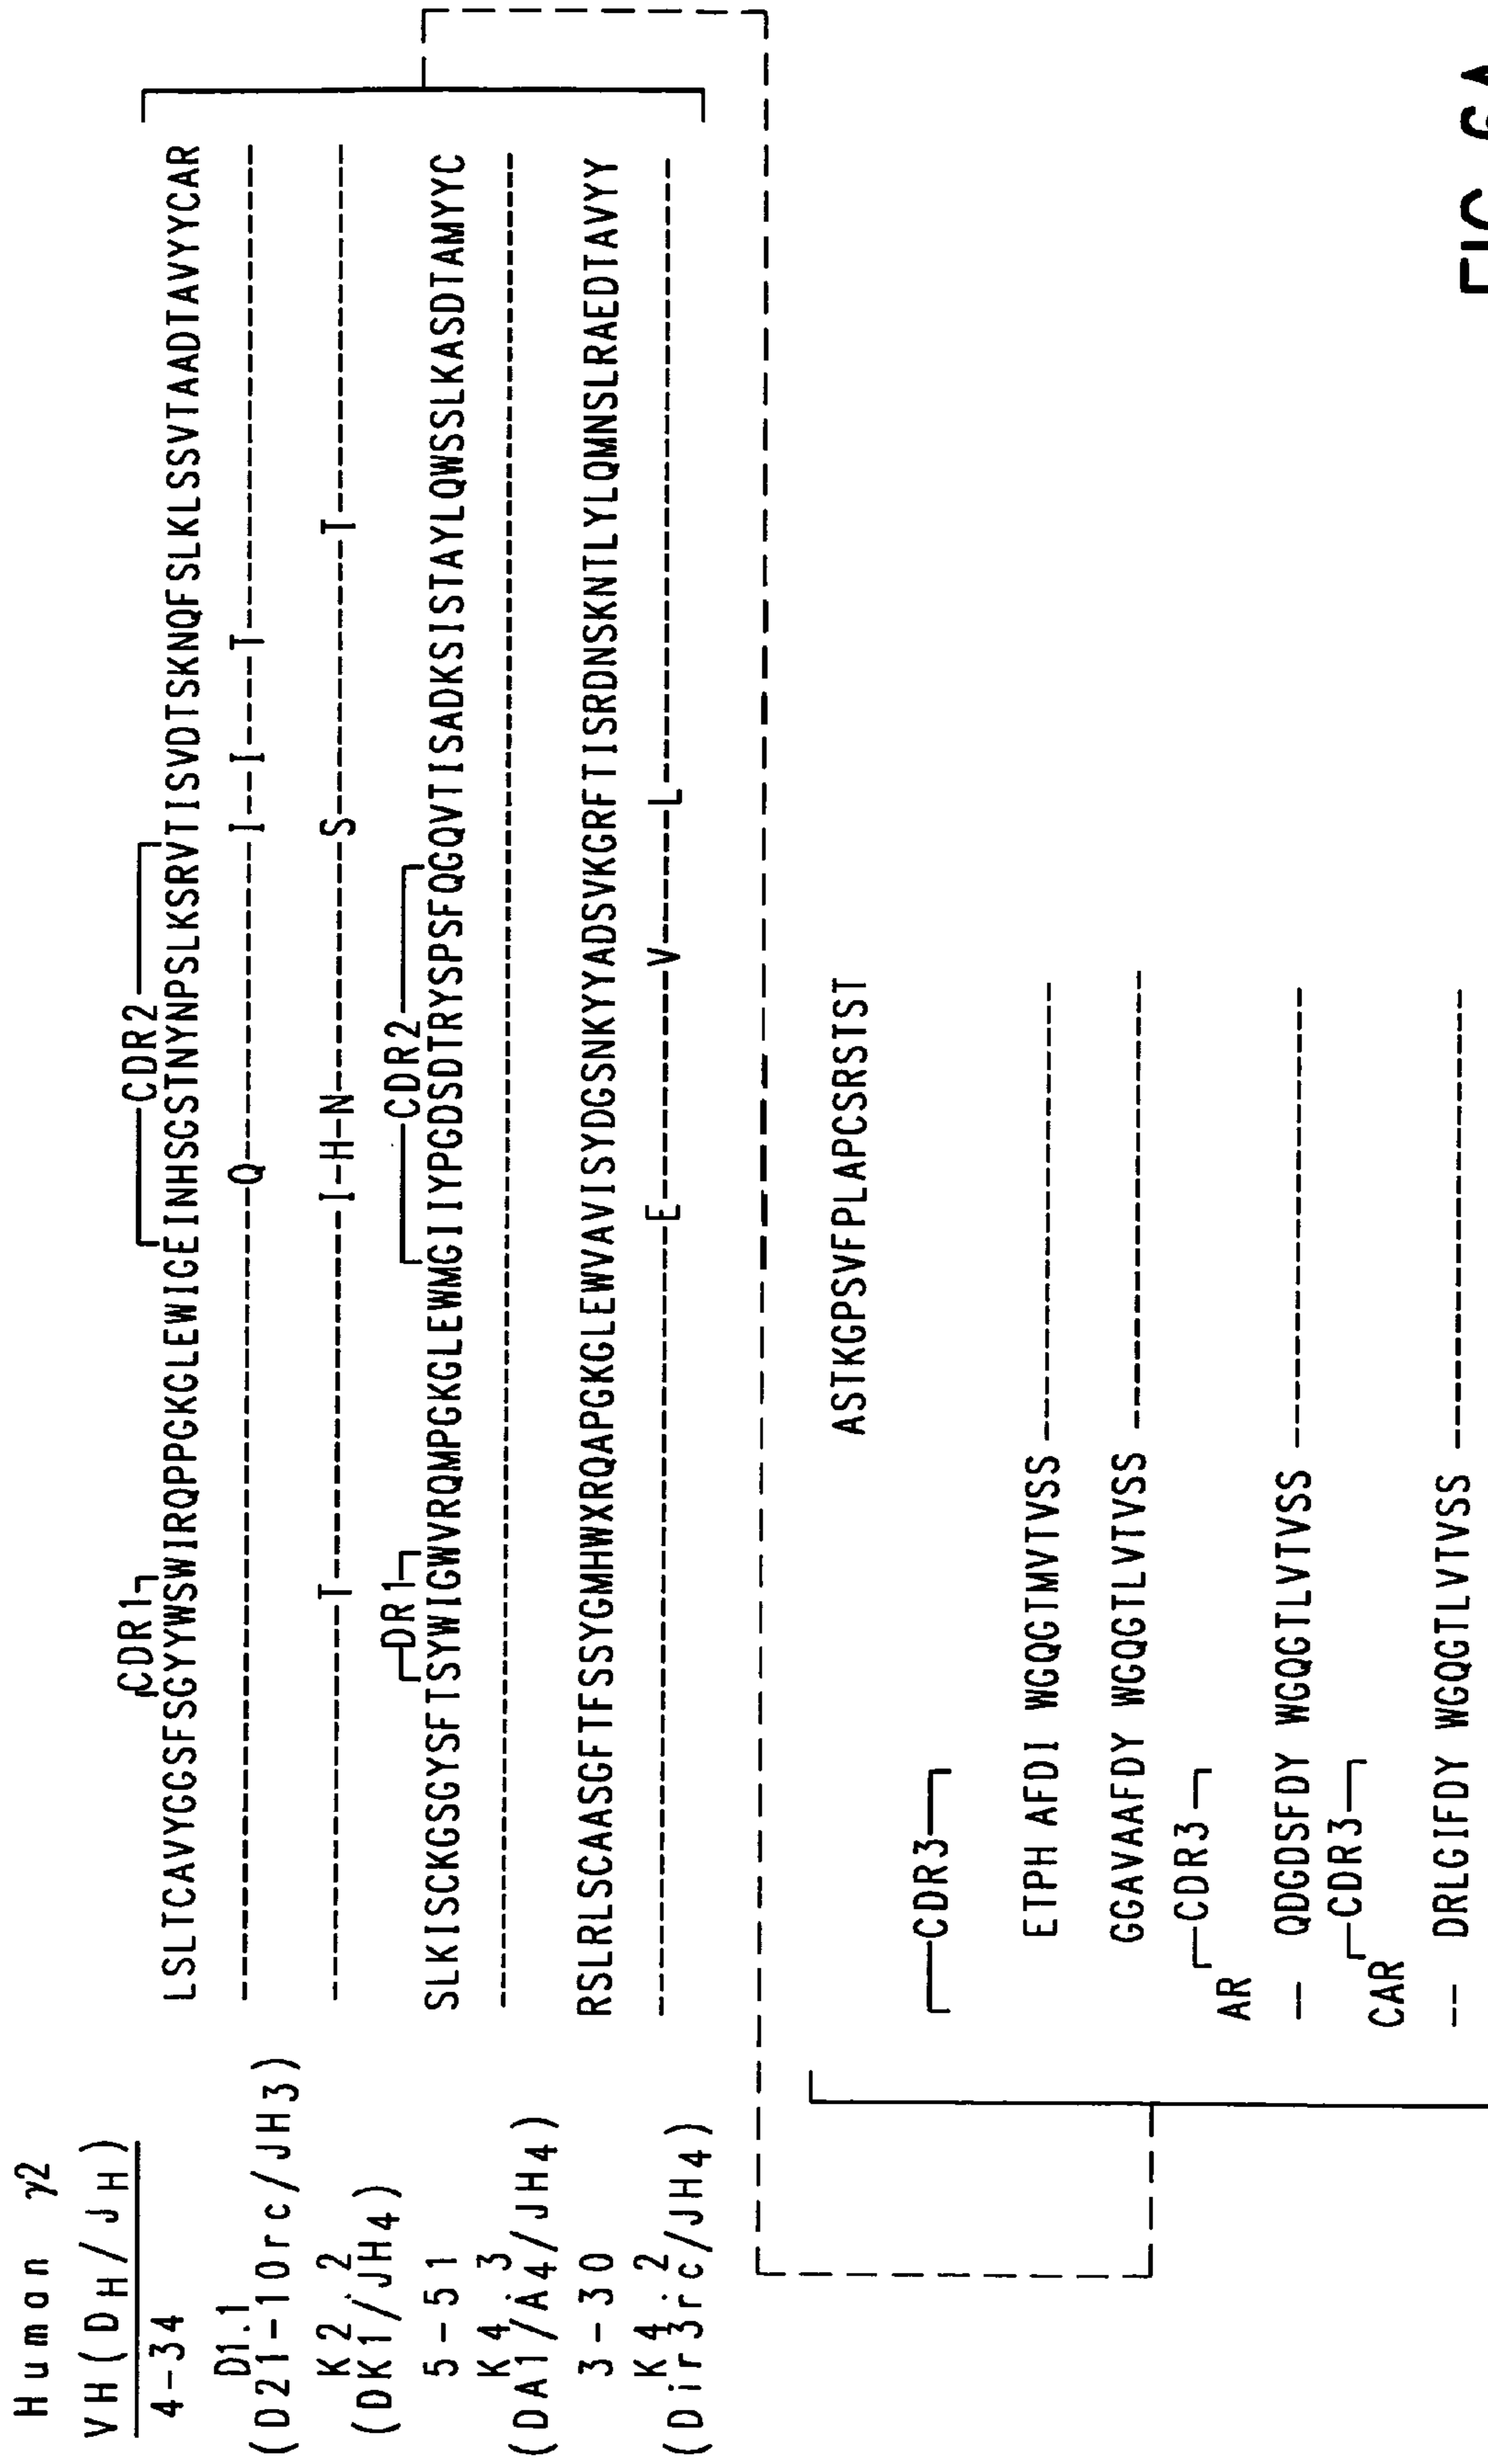 Human γ2
VH(DH/JH)
CDR1 CDR2
4-34 LSLTCAVYGGSFSGYYWSWIRQPPGKGLEWIGEINHSGSTNYNPSLKSRVTISVDTSKNQFSLKLSSVTAADTAVYYCAR
D1.1 (D21-10rc/JH3) ----------Q----------I--I---T----------
K2.2 (DK1/JH4) ----------T----------I-H-N----------S----------T----------
DR1 CDR2
5-51 SLKISCKGSGYSFTSYWIGWVRQMPGKGLEWMGIIYPGDSDTRYSPSFQGQVTISADKSISTAYLQWSSLKASDTAMYYC
K4.3 (DA1/A4/JH4) ----------
3-30 RSLRLSCAASGFTFSSYGMHWXRQAPGKGLEWVAVISYDGSNKYYADSVKGRFTISRDNSKNTLYLQMNSLRAEDTAVYY
K4.2 (Dir3rc/JH4) ----------E----------V------L----------
ASTKGPSVFPLAPCSRSTST
CDR3
ETPH AFDI WGQGTMVTVSS ----------
GGAVAAFDY WGQGTLVTVSS ----------
AR CDR3
-- QDGDSFDY WGQGTLVTVSS ----------
CAR CDR3
-- DRLGIFDY WGQGTLVTVSS ----------
FIG. 6A